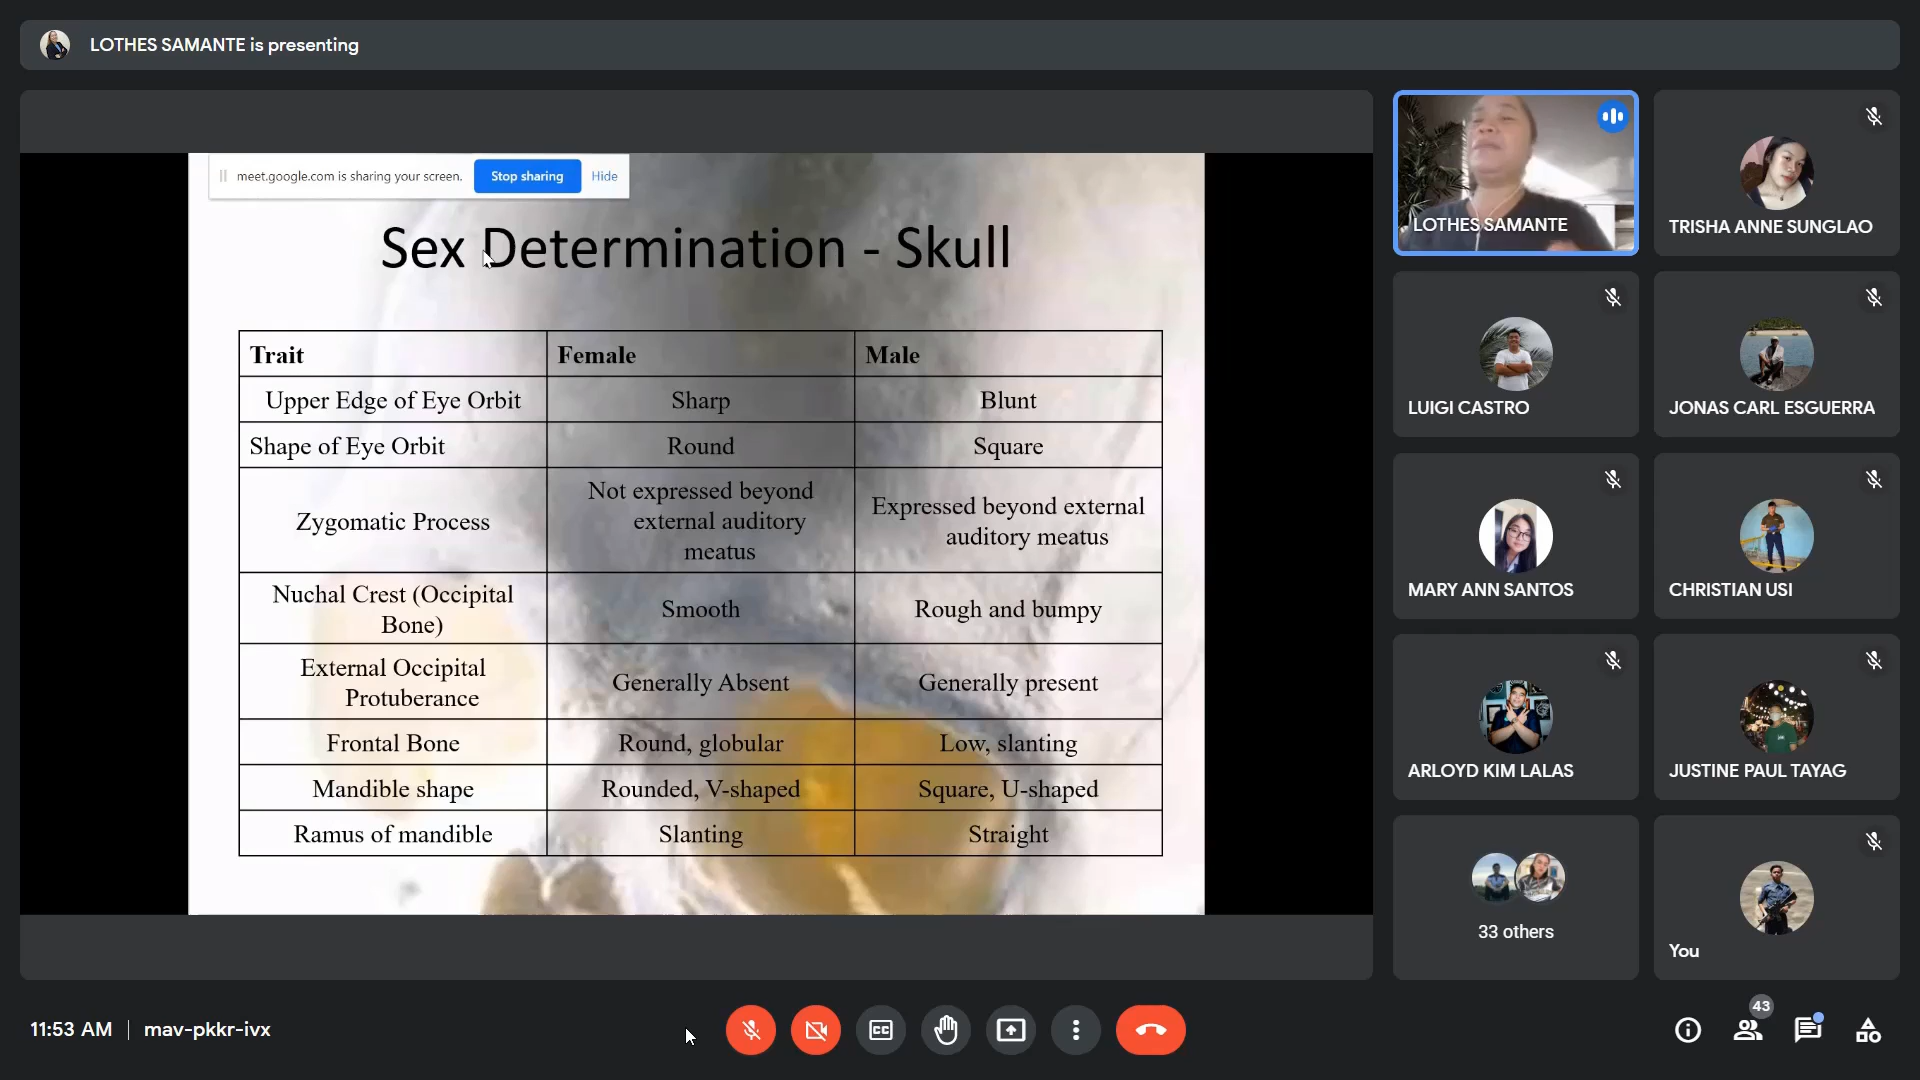 LOTHES SAMANTE is presenting
meet.google.com is sharing your screen. Stop sharing Hide
Sex Determination - Skull
Trait Female Male
Upper Edge of Eye Orbit Sharp Blunt
Shape of Eye Orbit Round Square
Zygomatic Process
Not expressed beyond
external auditory
meatus
Expressed beyond external
auditory meatus
Nuchal Crest (Occipital
Bone)
Smooth
Rough and bumpy
External Occipital
Protuberance
Generally Absent
Generally present
Frontal Bone Round, globular Low, slanting
Mandible shape Rounded, V-shaped Square, U-shaped
Ramus of mandible Slanting Straight
LOTHES SAMANTE
TRISHA ANNE SUNGLAO
LUIGI CASTRO
JONAS CARL ESGUERRA
MARY ANN SANTOS
CHRISTIAN USI
ARLOYD KIM LALAS
JUSTINE PAUL TAYAG
33 others
You
11:53 AM | mav-pkkr-ivx
CC
43